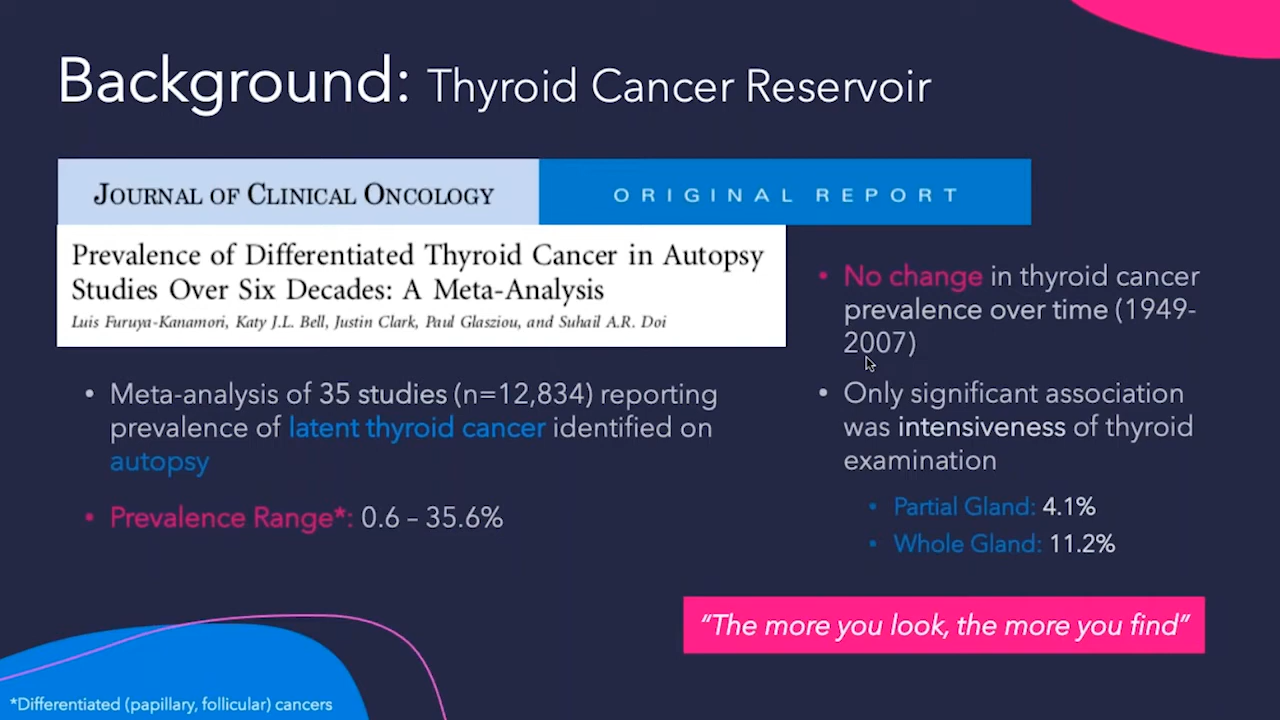 Background: Thyroid Cancer Reservoir
JOURNAL OF CLINICAL ONCOLOGY
ORIGINAL REPORT
Prevalence of Differentiated Thyroid Cancer in Autopsy
Studies Over Six Decades: A Meta-Analysis
Luis Furuya-Kanamori, Katy J.L. Bell, Justin Clark, Paul Glasziou, and Suhail A.R. Doi
• Meta-analysis of 35 studies (n=12,834) reporting
prevalence of latent thyroid cancer identified on
autopsy
• Prevalence Range*: 0.6 – 35.6%
• No change in thyroid cancer
prevalence over time (1949-
2007)
• Only significant association
was intensiveness of thyroid
examination
• Partial Gland: 4.1%
• Whole Gland: 11.2%
“The more you look, the more you find”
*Differentiated (papillary, follicular) cancers